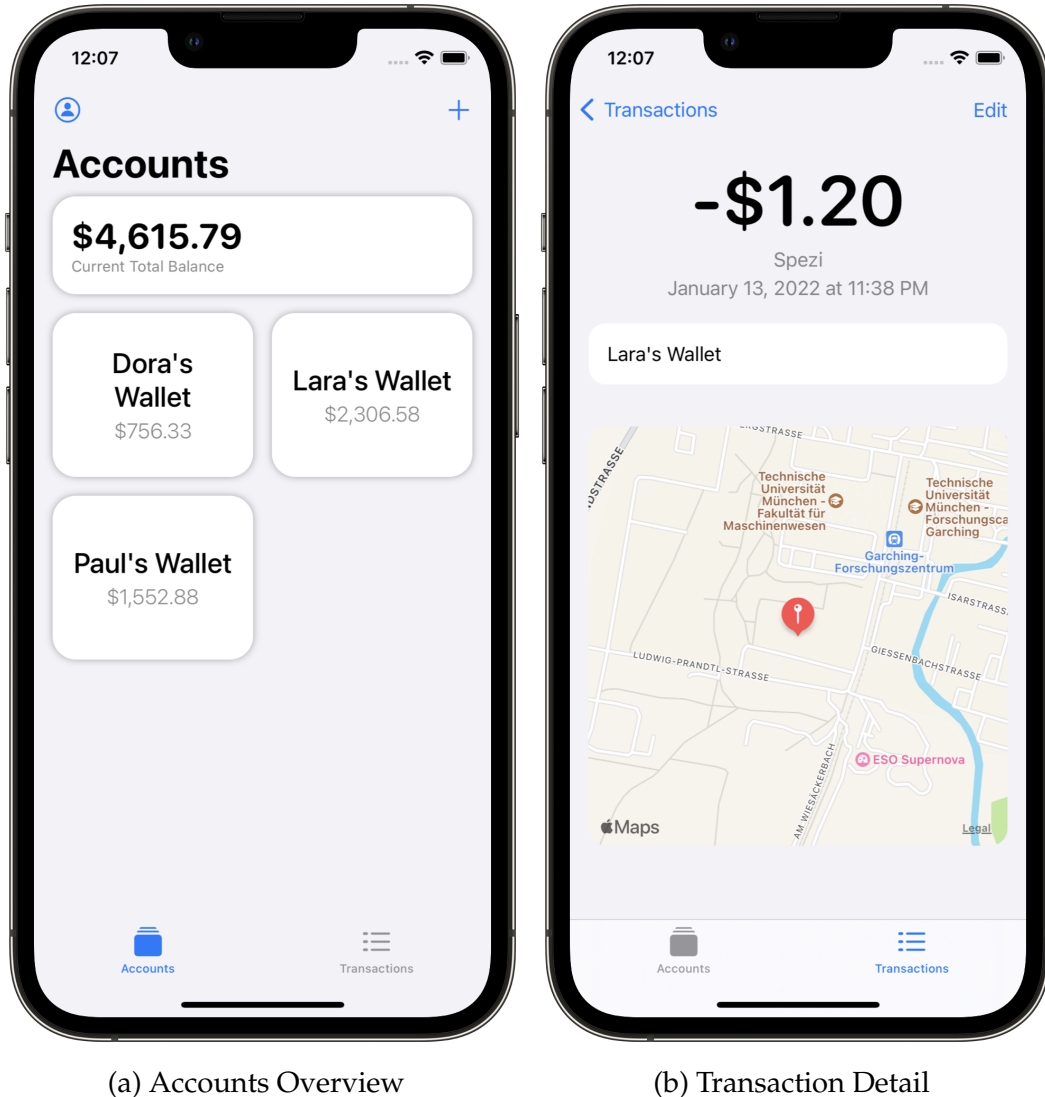 12:07
Accounts
$4,615.79
Current Total Balance
Dora's
Wallet
$756.33
Lara's Wallet
$2,306.58
Paul's Wallet
$1,552.88
Accounts
Transactions
(a) Accounts Overview
12:07
Transactions
Edit
-$1.20
Spezi
January 13, 2022 at 11:38 PM
Lara's Wallet
Technische
Universität
München -
Fakultät für
Maschinenwesen
Technische
Universität
München -
Forschungsca
Garching
Garching-
Forschungszentrum
ISARSTRASS
GIESSENBACHSTRASSE
LUDWIG-PRANDTL-STRASSE
AM WIESÄCKERBACH
ESO Supernova
Maps
Legal
Accounts
Transactions
(b) Transaction Detail